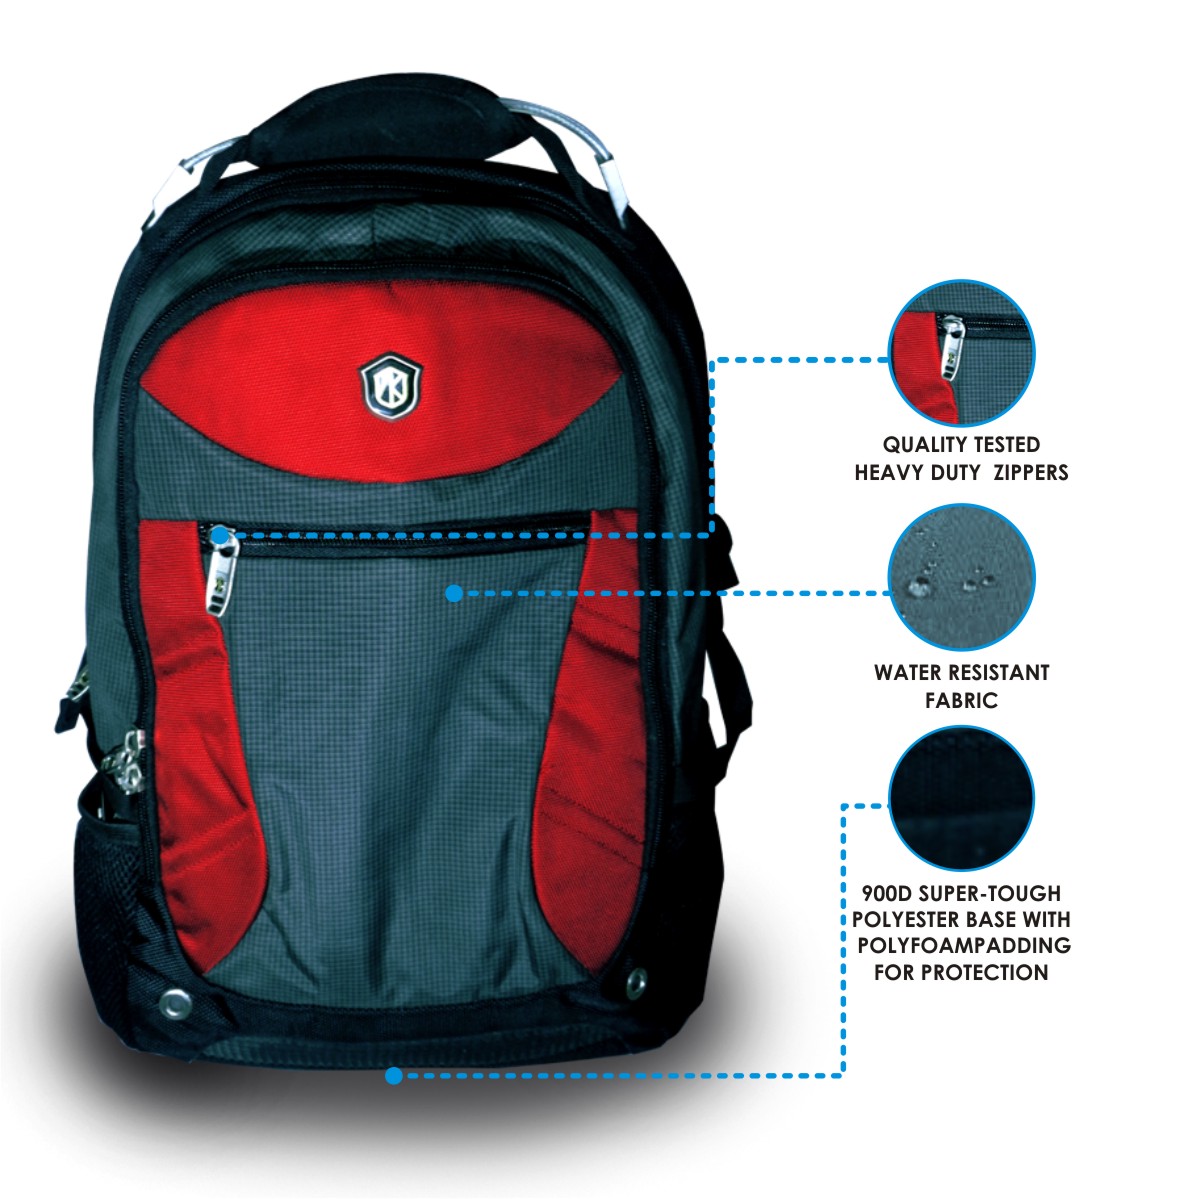 QUALITY TESTED
HEAVY DUTY  ZIPPERS
WATER RESISTANT
FABRIC
900D SUPER-TOUGH
POLYESTER BASE WITH
POLYFOAMPADDING
FOR PROTECTION